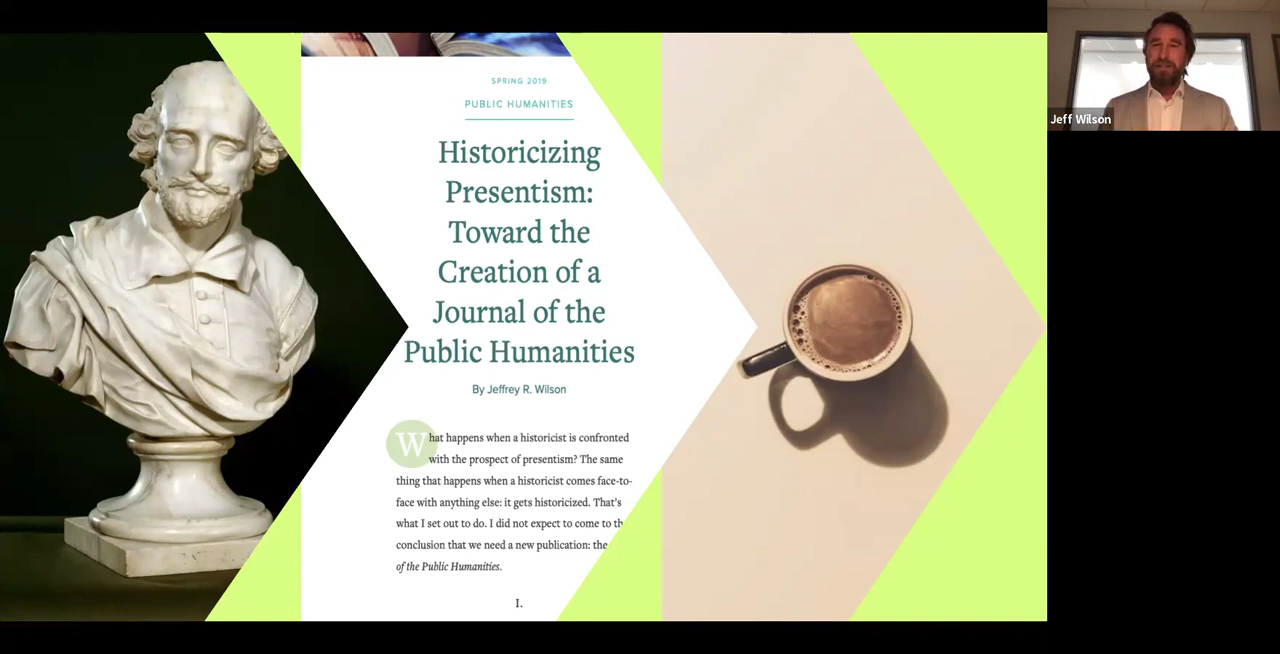 SPRING 2019
PUBLIC HUMANITIES
Historicizing
Presentism:
Toward the
Creation of a
Journal of the
Public Humanities
By Jeffrey R. Wilson
What happens when a historicist is confronted
with the prospect of presentism? The same
thing that happens when a historicist comes face-to-
face with anything else: it gets historicized. That's
what I set out to do. I did not expect to come to th
conclusion that we need a new publication: the
of the Public Humanities.
I.
Jeff Wilson